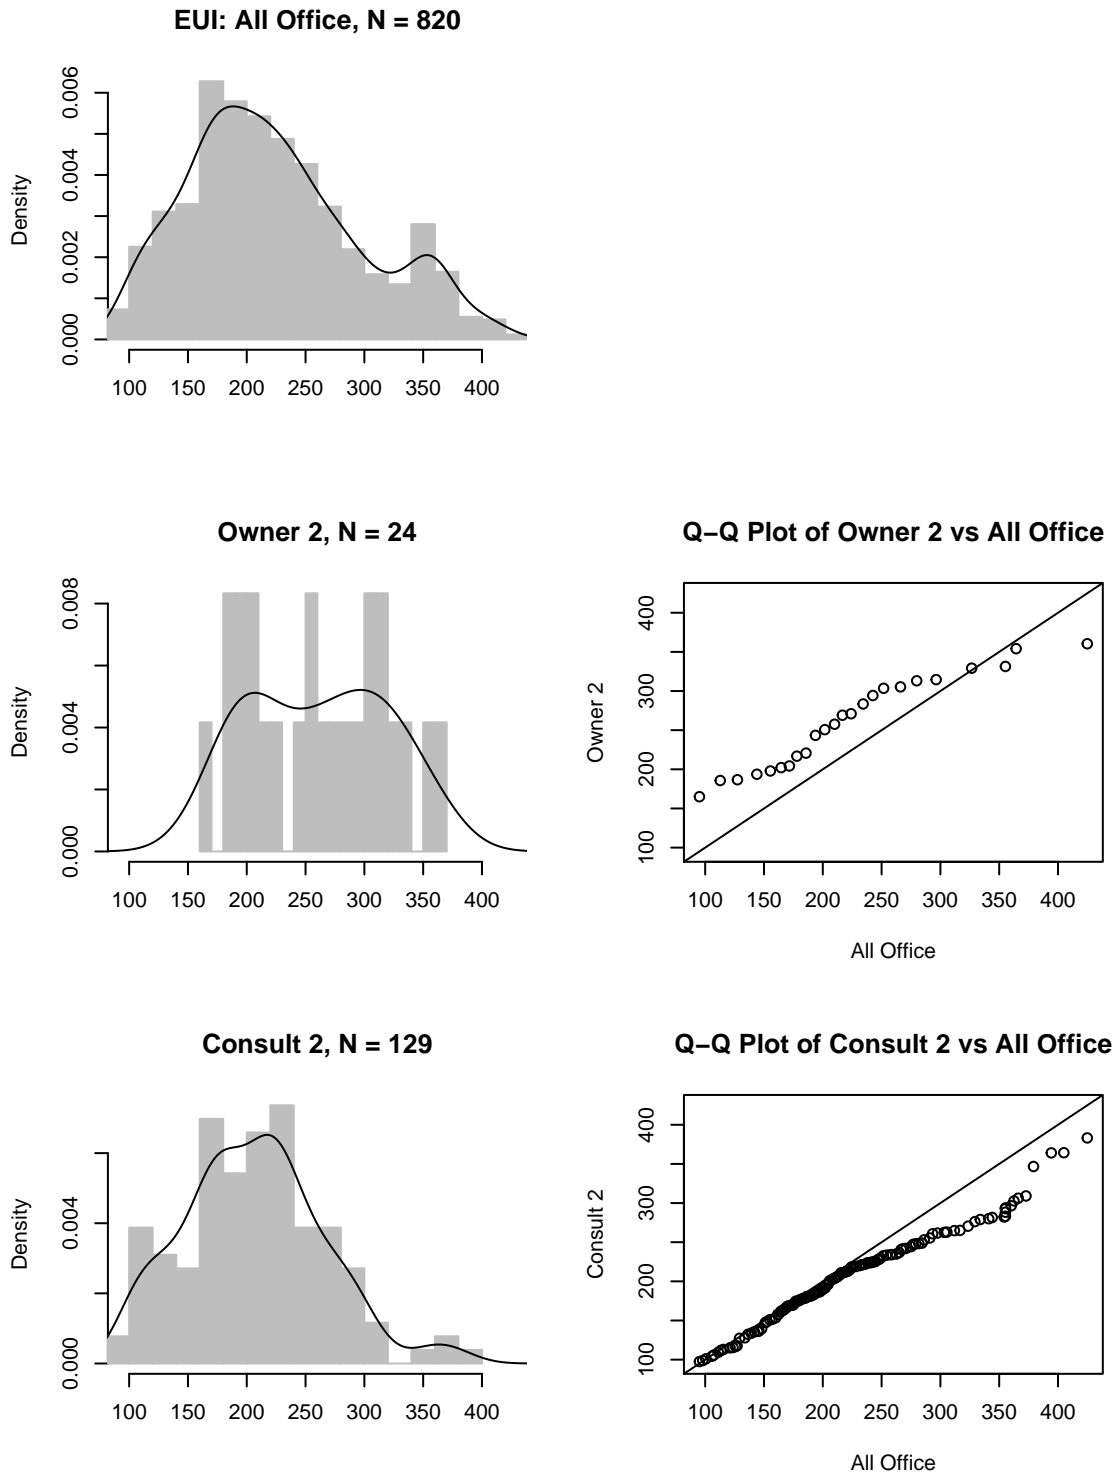 EUI: All Office, N = 820
Density
0.000 0.002 0.004 0.006
100 150 200 250 300 350 400
Owner 2, N = 24
Density
0.000 0.004 0.008
100 150 200 250 300 350 400
Q−Q Plot of Owner 2 vs All Office
Owner 2
100 200 300 400
100 150 200 250 300 350 400
All Office
Consult 2, N = 129
Density
0.000 0.004
100 150 200 250 300 350 400
Q−Q Plot of Consult 2 vs All Office
Consult 2
100 200 300 400
100 150 200 250 300 350 400
All Office